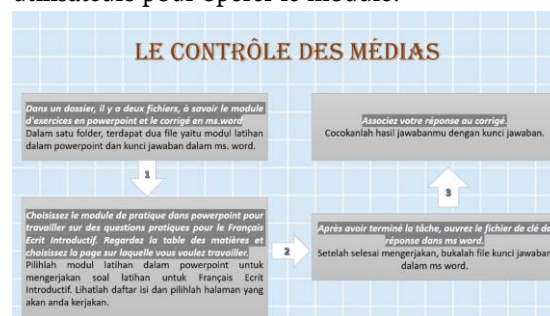 utilisateurs pour opérer le module.
LE CONTRÔLE DES MÉDIAS
Dans un dossier, il y a deux fichiers, à savoir le module
d'exercices en powerpoint et le corrigé en ms.word
Dalam satu folder, terdapat dua file yaitu modul latihan
dalam powerpoint dan kunci jawaban dalam ms. word.
1
Choisissez le module de pratique dans powerpoint pour
travailler sur des questions pratiques pour le Français
Ecrit Introductif. Regardez la table des matières et
choisissez la page sur laquelle vous voulez travailler.
Pilihlah modul latihan dalam powerpoint untuk
mengerjakan soal latihan untuk Français Ecrit
Introductif. Lihatlah daftar isi dan pilihlah halaman yang
akan anda kerjakan.
2
Après avoir terminé la tâche, ouvrez le fichier de clé de
réponse dans ms word.
Setelah selesai mengerjakan, bukalah file kunci jawaban
dalam ms word.
3
Associez votre réponse au corrigé.
Cocokanlah hasil jawabanmu dengan kunci jawaban.